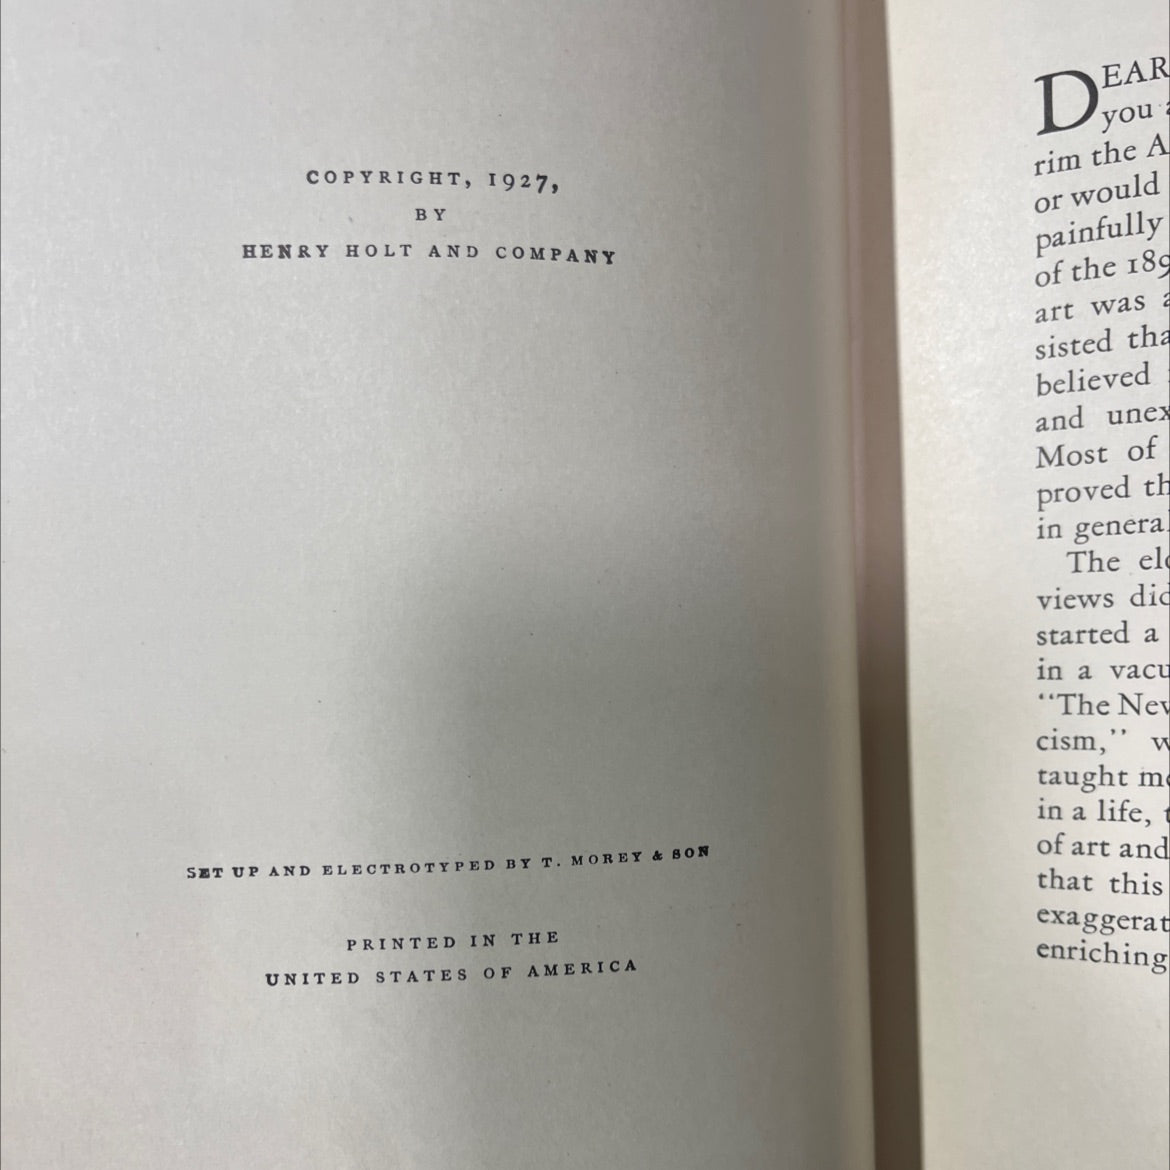 COPYRIGHT, 1927,
BY
HENRY HOLT AND COMPANY
SET UP AND ELECTROTYPED BY T. MOREY & SON
PRINTED IN THE
UNITED STATES OF AMERICA
DEAR
you
rim the A
or would
painfully
of the 189
art was a
sisted tha
believed
and unex
Most of
proved th
in general
The elo
views did
started a
in a vacu
“The Nev
cism,” w
taught me
in a life, t
of art and
that this
exaggerat
enriching